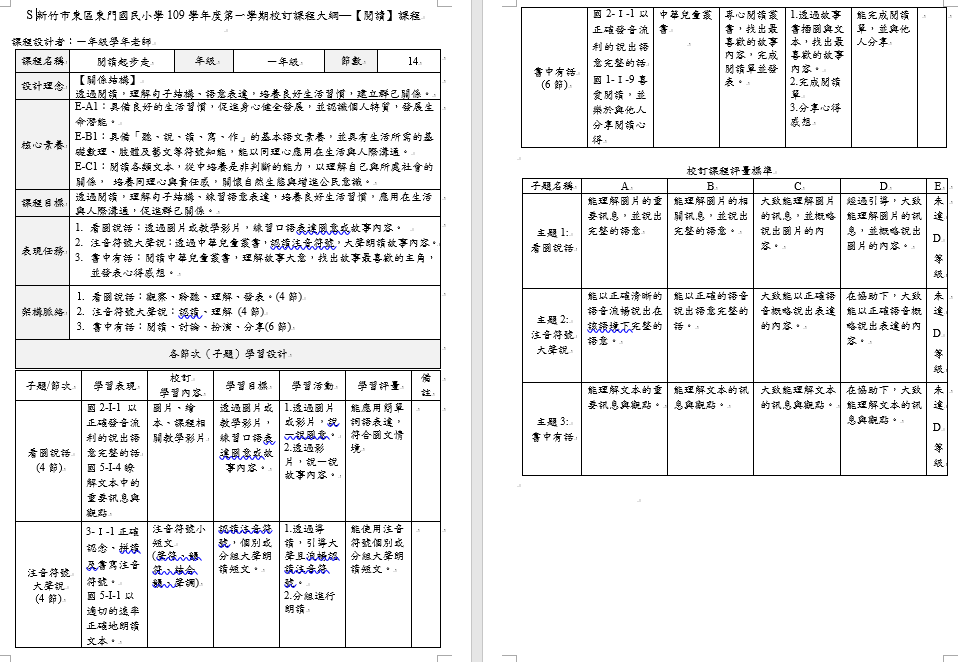 S 新竹市東區東門國民小學 109 學年度第一學期校訂課程大綱—【閱讀】課程
課程設計者：一年級學年老師
課程名稱 閱讀起步走 年級 一年級 節數 14
設計理念
【關係結構】
透過閱讀，理解句子結構、語意表達，培養良好生活習慣，建立群己關係。
核心素養
E-A1：具備良好的生活習慣，促進身心健全發展，並認識個人特質，發展生
命潛能。
E-B1：具備「聽、說、讀、寫、作」的基本語文素養，並具有生活所需的基
礎數理、肢體及藝文等符號知能，能以同理心應用在生活與人際溝通。
E-C1：閱讀各類文本，從中培養是非判斷的能力，以理解自己與所處社會的
關係， 培養同理心與責任感，關懷自然生態與增進公民意識。
課程目標
透過閱讀，理解句子結構、練習語意表達，培養良好生活習慣，應用在生活
與人際溝通，促進群己關係。
表現任務
1. 看圖說話：透過圖片或教學影片，練習口語表達圖意或故事內容。
2. 注音符號大聲說：透過中華兒童叢書，認讀注音符號，大聲朗讀故事內容。
3. 書中有話：閱讀中華兒童叢書，理解故事大意，找出故事最喜歡的主角，
並發表心得感想。
架構脈絡
1. 看圖說話：觀察、聆聽、理解、發表。(4 節)
2. 注音符號大聲說：認讀、理解 (4 節)
3. 書中有話：閱讀、討論、扮演、分享(6 節)
各節次（子題）學習設計
子題/節次 學習表現 校訂 學習內容 學習目標 學習活動 學習評量 備註
看圖說話
(4 節)
國 2-I-1 以
正確發音流
利的說出語
意完整的話
國 5-I-4 瞭
解文本中的
重要訊息與
觀點
圖片、繪
本、課程相
關教學影片
透過圖片或
教學影片，
練習口語表
達圖意或故
事內容。
1.透過圖片
或影片，說
一說圖意。
2.透過影
片，說一說
故事內容。
能應用簡單
詞語表達，
符合圖文情
境
注音符號
大聲說
(4 節)
3-Ⅰ-1 正確
認念、拼讀
及書寫注音
符號。
國 5-I-1 以
適切的速率
正確地朗讀
文本。
注音符號小
短文
(聲符、韻
符、結合
韻、聲調)
認讀注音符
號，個別或
分組大聲朗
讀短文。
1.透過導
讀，引導大
聲且流暢認
讀注音符
號。
2.分組進行
朗讀
能使用注音
符號個別或
分組大聲朗
讀短文。
書中有話
(6 節)
國 2-Ⅰ-1 以
正確發音流
利的說出語
意完整的話
國 1-Ⅰ-9 喜
愛閱讀，並
樂於與他人
分享閱讀心
得
中華兒童叢
書
專心閱讀叢
書，找出最
喜歡的故事
內容，完成
閱讀單並發
表。
1.透過故事
書插圖與文
本，找出最
喜歡的故事
內容。
2.完成閱讀
單。
3.分享心得
感想
能完成閱讀
單，並與他
人分享
校訂課程評量標準
子題名稱 A B C D E
主題 1:
看圖說話
能理解圖片的重
要訊息，並說出
完整的語意
能理解圖片的相
關訊息，並說出
完整的語意。
大致能理解圖片
的訊息，並概略
說出圖片的內
容。
經過引導，大致
能理解圖片的訊
息，並概略說出
圖片的內容。
未
達
D
等
級
主題 2:
注音符號
大聲說
能以正確清晰的
語音流暢說出在
該語境下完整的
語意。
能以正確的語音
說出語意完整的
話。
大致能以正確語
音概略說出表達
的內容。
在協助下，大致
能以正確語音概
略說出表達的內
容。
未
達
D
等
級
主題 3:
書中有話
能理解文本的重
要訊息與觀點。
能理解文本的訊
息與觀點。
大致能理解文本
的訊息與觀點。
在協助下，大致
能理解文本的訊
息與觀點。
未
達
D
等
級